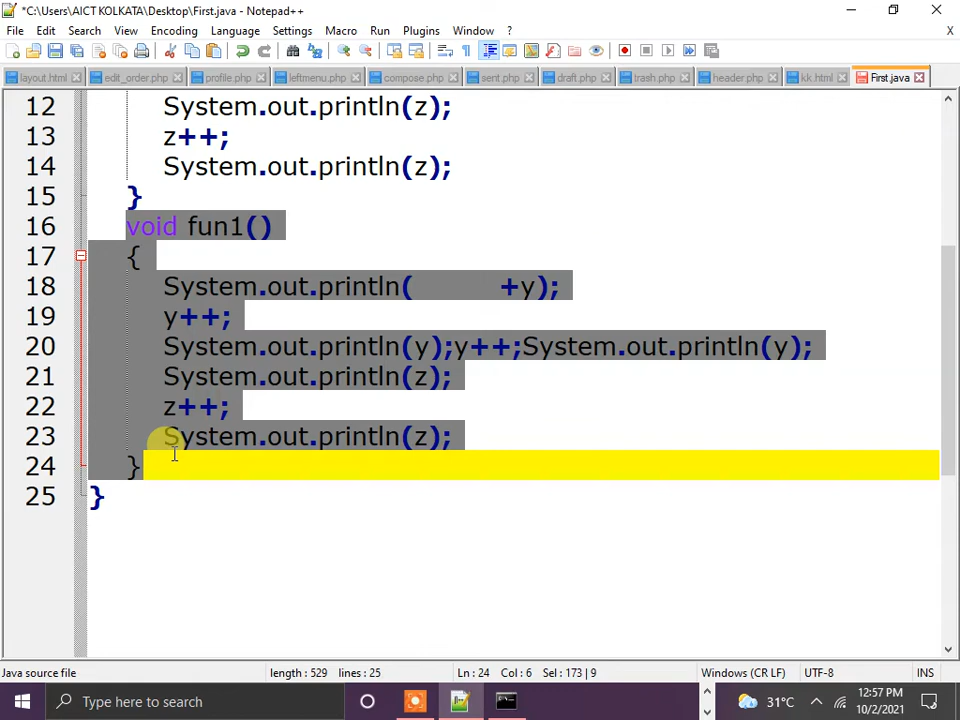 *C:\Users\AICT KOLKATA\Desktop\First.java - Notepad++
File Edit Search View Encoding Language Settings Macro Run Plugins Window ? X
layout.html edit_order.php profile.php leftmenu.php compose.php sent.php draft.php trash.php header.php kk.html First.java
12 System.out.println(z);
13 z++;
14 System.out.println(z);
15 }
16 void fun1()
17 {
18 System.out.println( +y);
19 y++;
20 System.out.println(y);y++;System.out.println(y);
21 System.out.println(z);
22 z++;
23 System.out.println(z);
24 }
25 }
Java source file length : 529 lines : 25 Ln : 24 Col : 6 Sel : 173 | 9 Windows (CR LF) UTF-8 INS
Type here to search 31°C 12:57 PM
10/2/2021